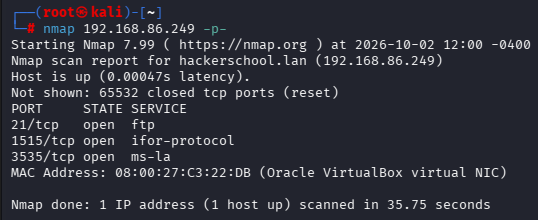 ┌──(root㉿kali)-[~]
└─# nmap 192.168.86.249 -p-
Starting Nmap 7.99 ( https://nmap.org ) at 2026-10-02 12:00 -0400
Nmap scan report for hackerschool.lan (192.168.86.249)
Host is up (0.00047s latency).
Not shown: 65532 closed tcp ports (reset)
PORT     STATE SERVICE
21/tcp   open  ftp
1515/tcp open  ifor-protocol
3535/tcp open  ms-la
MAC Address: 08:00:27:C3:22:DB (Oracle VirtualBox virtual NIC)
Nmap done: 1 IP address (1 host up) scanned in 35.75 seconds